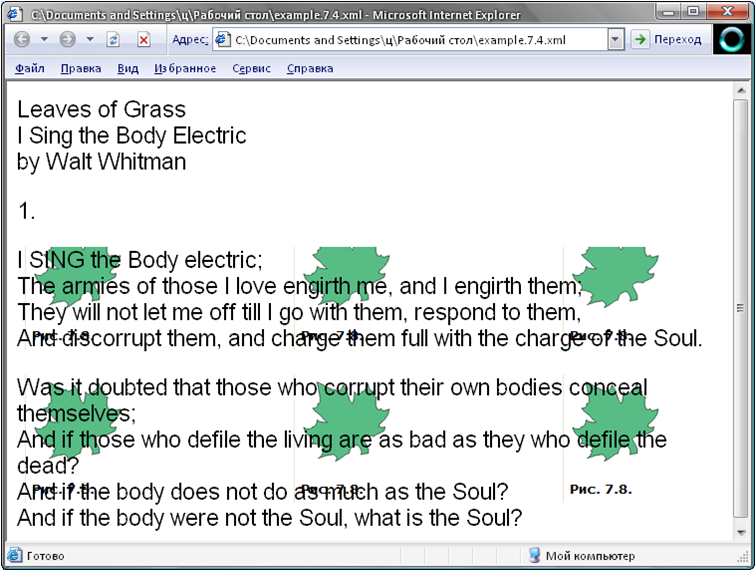 C:\Documents and Settings\ц\Рабочий стол\example.7.4.xml - Microsoft Internet Explorer
Адрес: C:\Documents and Settings\ц\Рабочий стол\example.7.4.xml Переход
Файл Правка Вид Избранное Сервис Справка
Leaves of Grass
I Sing the Body Electric
by Walt Whitman
1.
I SING the Body electric;
The armies of those I love engirth me, and I engirth them;
They will not let me off till I go with them, respond to them,
Рис. 7.8. Рис. 7.8. Рис. 7.8.
And discorrupt them, and charge them full with the charge of the Soul.
Was it doubted that those who corrupt their own bodies conceal
themselves;
And if those who defile the living are as bad as they who defile the
dead?
Рис. 7.8. Рис. 7.8. Рис. 7.8.
And if the body does not do as much as the Soul?
And if the body were not the Soul, what is the Soul?
Готово Мой компьютер